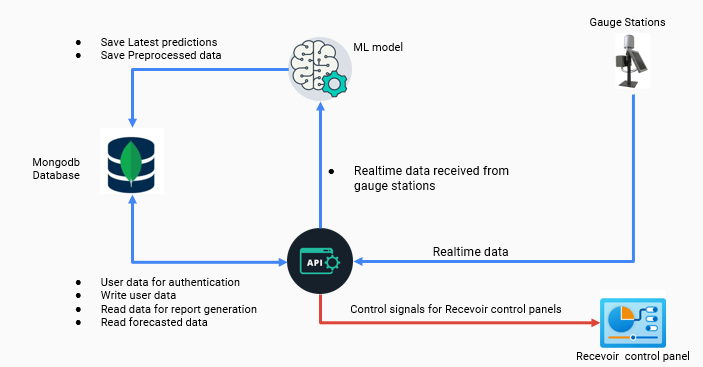 Gauge Stations
● Save Latest predictions
● Save Preprocessed data
ML model
Mongodb
Database
● Realtime data received from
gauge stations
API
Realtime data
● User data for authentication
● Write user data
● Read data for report generation
● Read forecasted data
Control signals for Recevoir control panels
Recevoir control panel